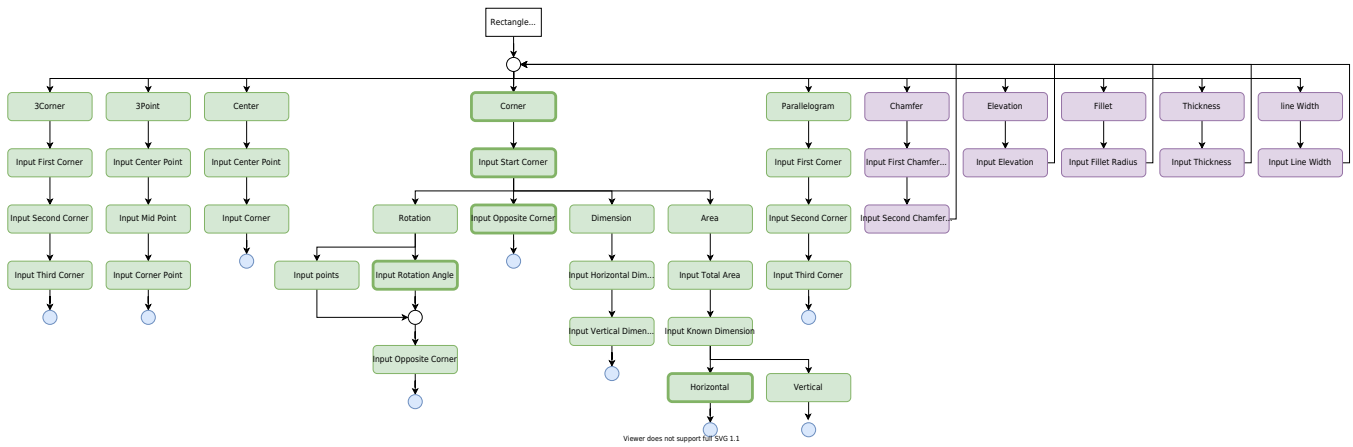 Rectangle...
3Corner
3Point
Center
Corner
Parallelogram
Chamfer
Elevation
Fillet
Thickness
line Width
Input First Corner
Input Center Point
Input Center Point
Input Start Corner
Input First Corner
Input First Chamfer...
Input Elevation
Input Fillet Radius
Input Thickness
Input Line Width
Input Second Corner
Input Mid Point
Input Corner
Rotation
Input Opposite Corner
Dimension
Area
Input Second Corner
Input Second Chamfer...
Input Third Corner
Input Corner Point
Input points
Input Rotation Angle
Input Horizontal Dim...
Input Total Area
Input Third Corner
Input Vertical Dimen...
Input Known Dimension
Input Opposite Corner
Horizontal
Vertical
Viewer does not support full SVG 1.1